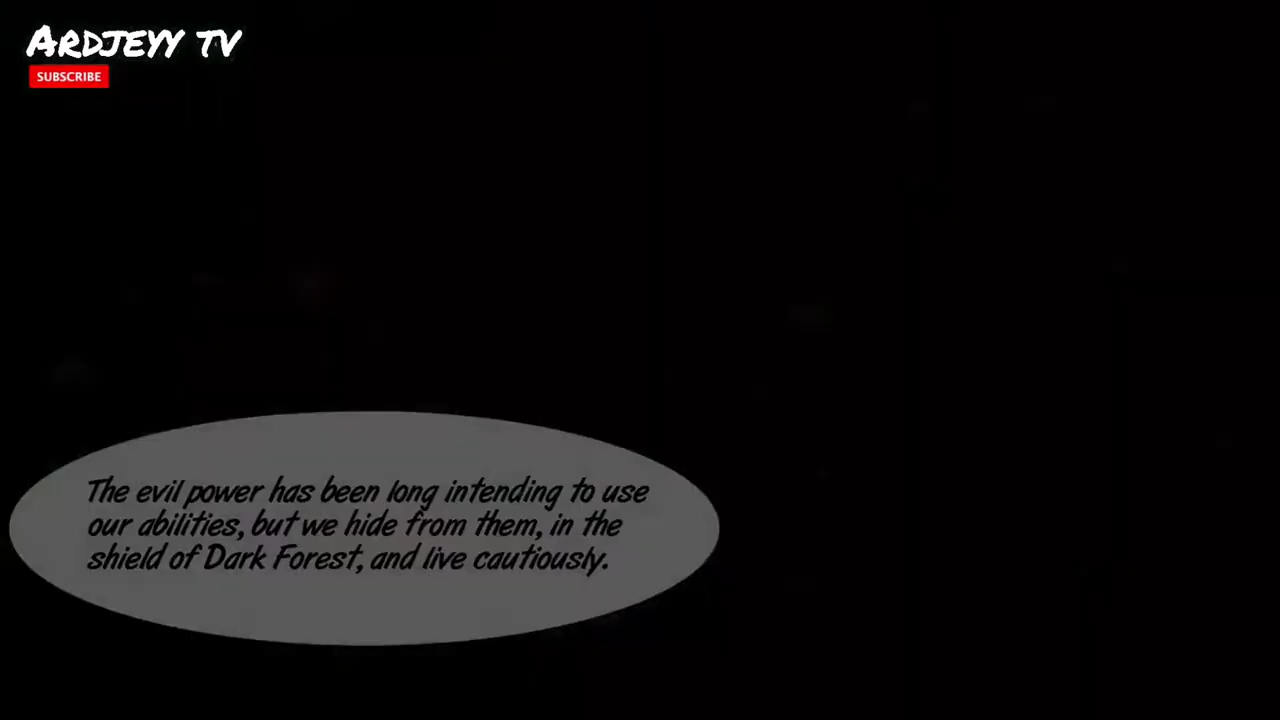 ARDJEYY TV
SUBSCRIBE
The evil power has been long intending to use
our abilities, but we hide from them, in the
shield of Dark Forest, and live cautiously.